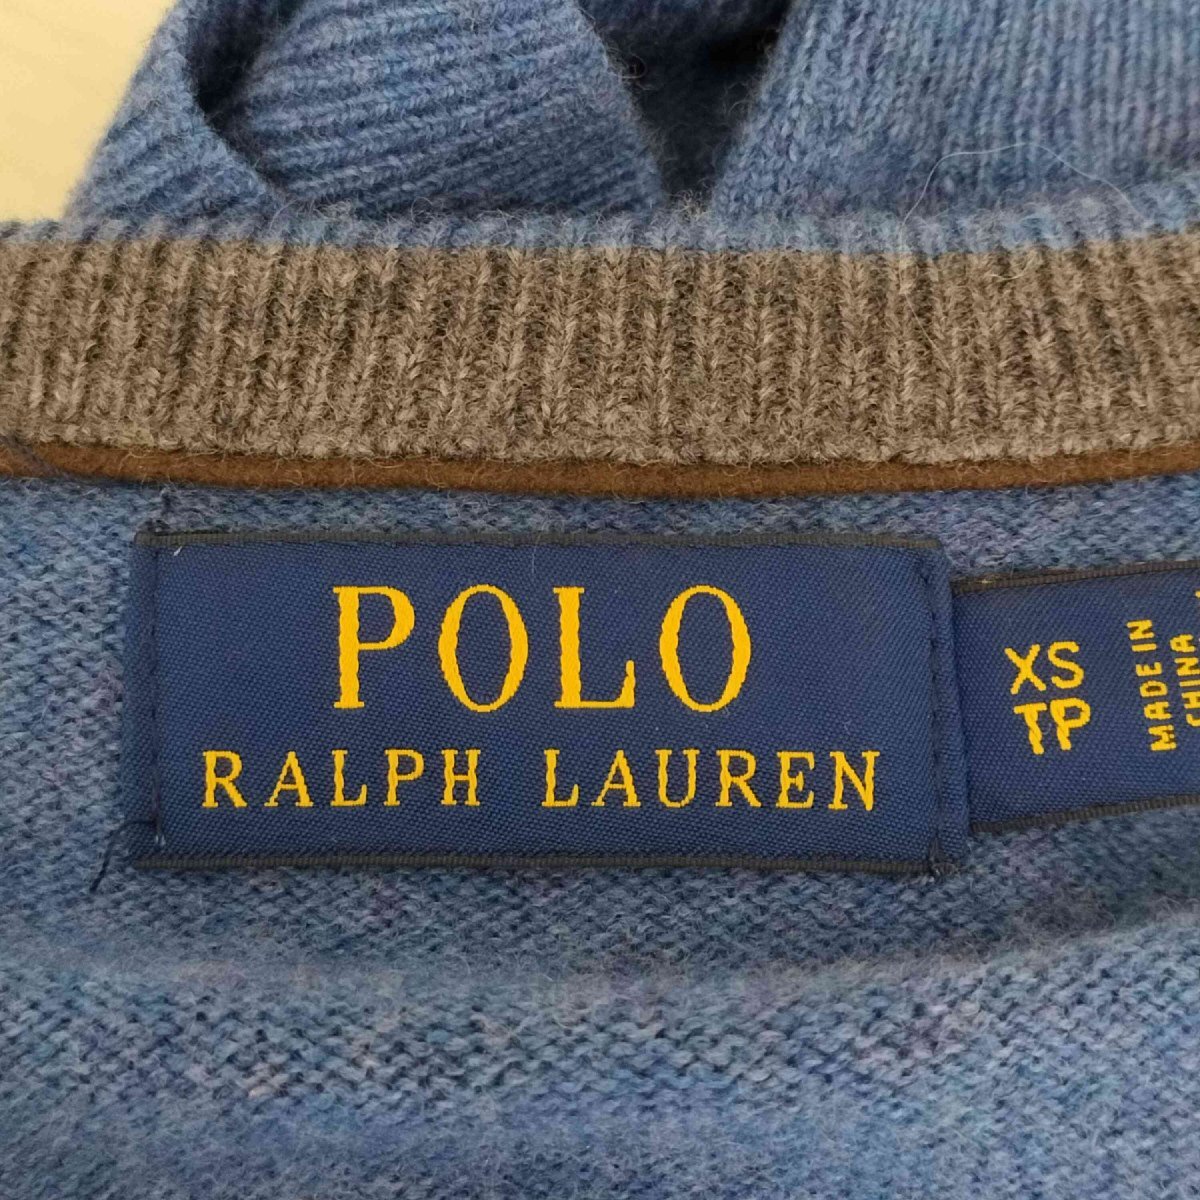 POLO
RALPH LAUREN
XS
TP
MADE IN
CHINA